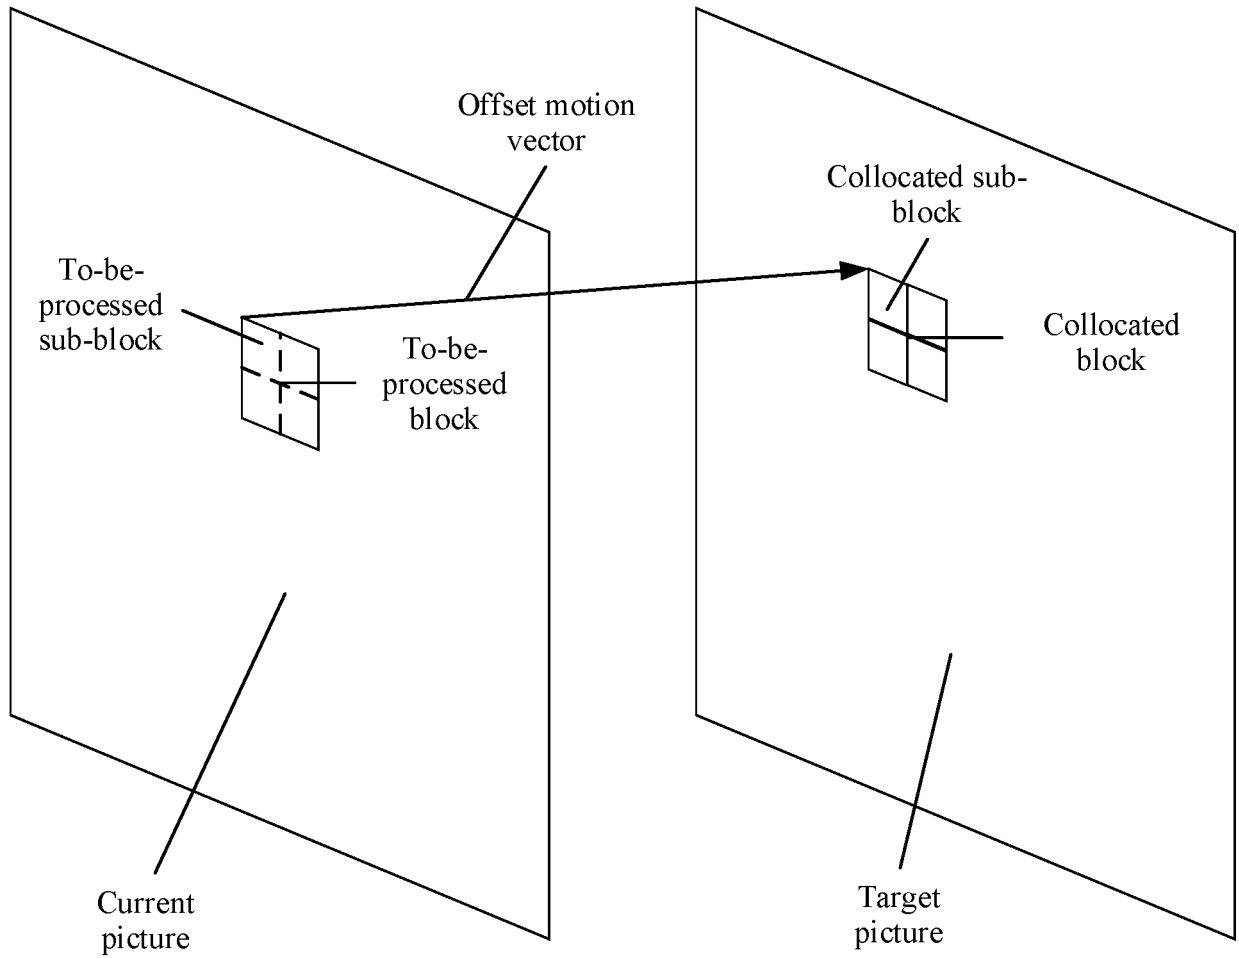 Offset motion
vector
Collocated sub-
block
To-be-
processed
sub-block
To-be-
processed
block
Collocated
block
Current
picture
Target
picture